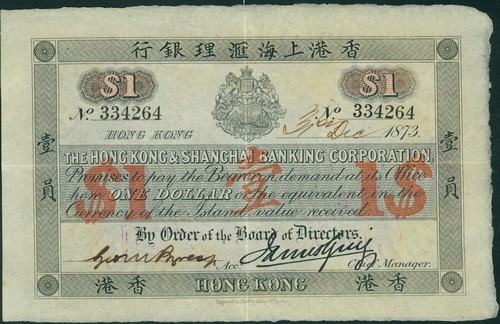 香港上海滙理銀行
$1 $1
No. 334264 No. 334264
HONG KONG Dec 1873.
壹員
壹員
THE HONG KONG & SHANGHAI BANKING CORPORATION.
Promises to pay the Bearer on demand at its Office
here ONE DOLLAR or the equivalent in the
Currency of the Island value received.
壹
By Order of the Board of Directors.
Acct. Chief Manager.
香港 HONG KONG 香港